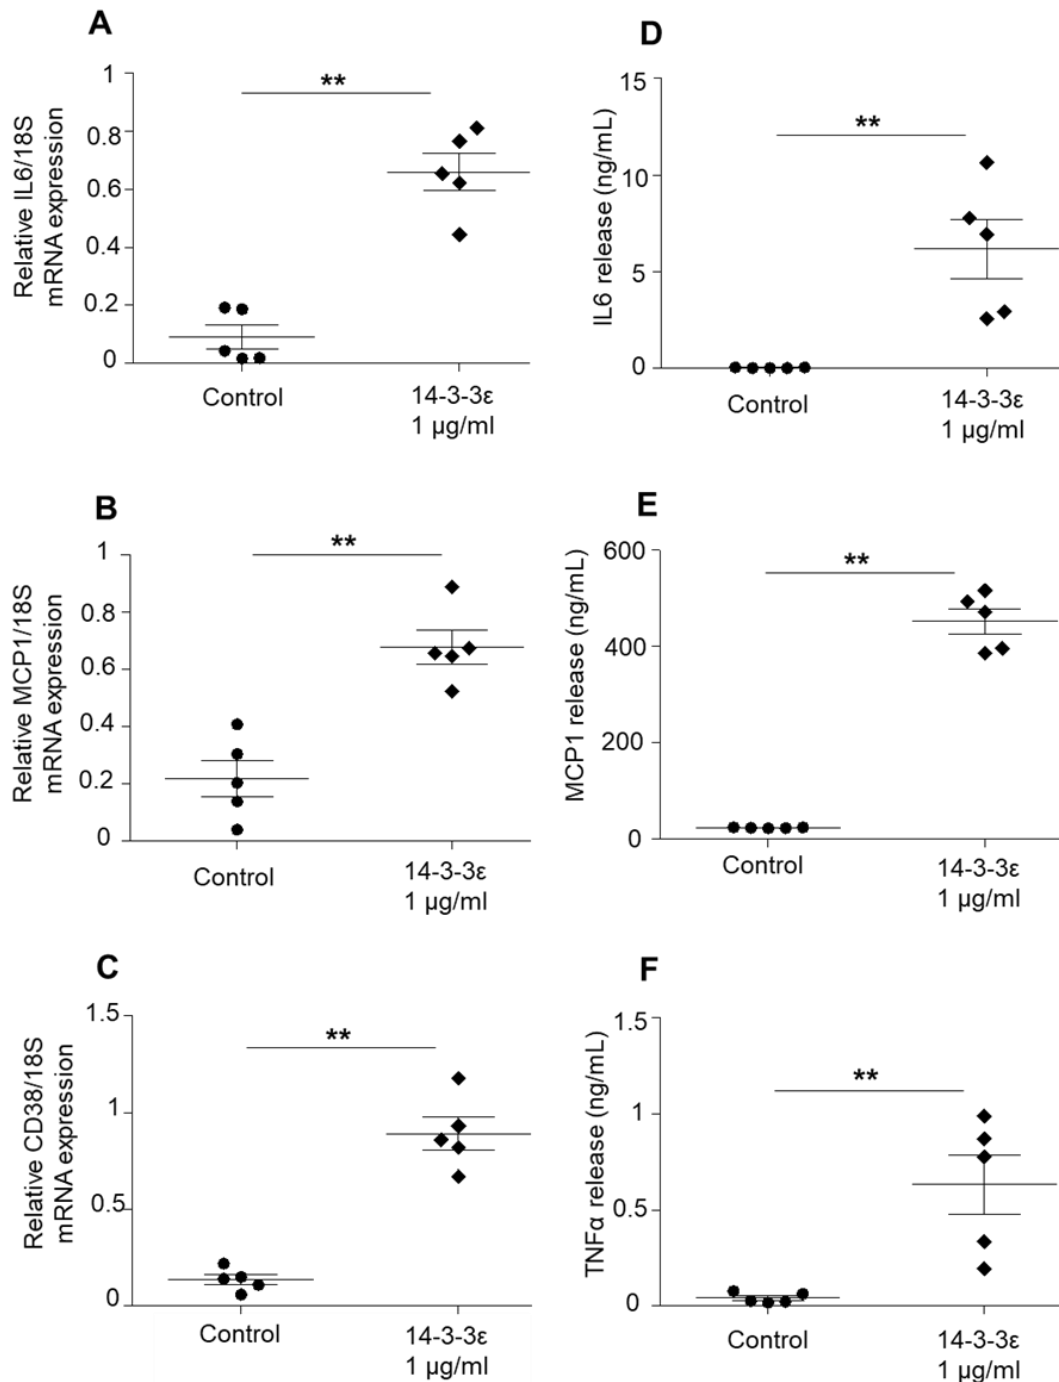 A
Relative IL6/18S
mRNA expression
1
0.8
0.6
0.4
0.2
0
**
Control
14-3-3ε
1 µg/ml
D
IL6 release (ng/mL)
15
10
5
0
**
Control
14-3-3ε
1 µg/ml
B
Relative MCP1/18S
mRNA expression
1
0.8
0.6
0.4
0.2
0
**
Control
14-3-3ε
1 µg/ml
E
MCP1 release (ng/mL)
600
400
200
0
**
Control
14-3-3ε
1 µg/ml
C
Relative CD38/18S
mRNA expression
1.5
1
0.5
0
**
Control
14-3-3ε
1 µg/ml
F
TNFα release (ng/mL)
1.5
1
0.5
0
**
Control
14-3-3ε
1 µg/ml